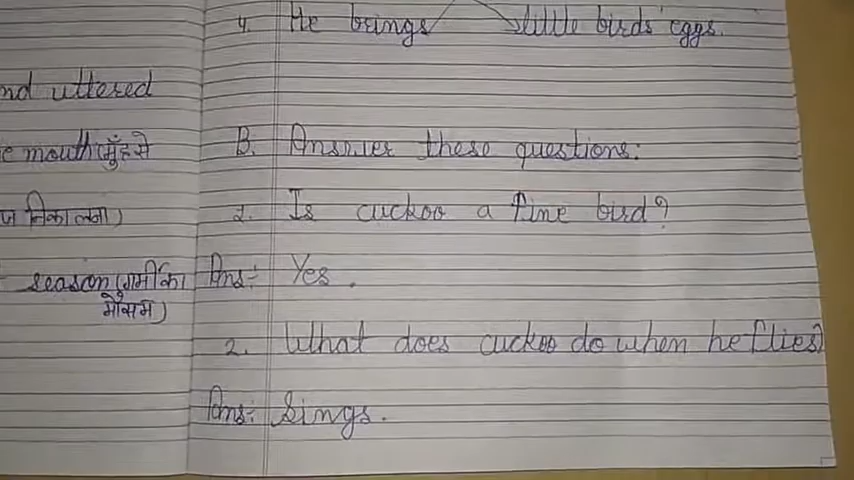 nd uttered
mouth (मुँह से
निकालना)
season (गर्मी का
मौसम)
4. He brings little birds' eggs.
B. Answer these questions:
1. Is cuckoo a fine bird?
Ans:- Yes.
2. What does cuckoo do when he flies?
Ans:- Sings.